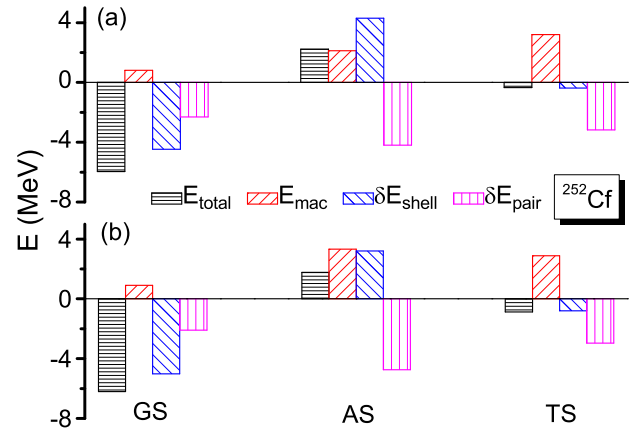 (a)
4
0
-4
-8
E_total E_mac δE_shell δE_pair
²⁵²Cf
E (MeV)
(b)
4
0
-4
-8
GS AS TS